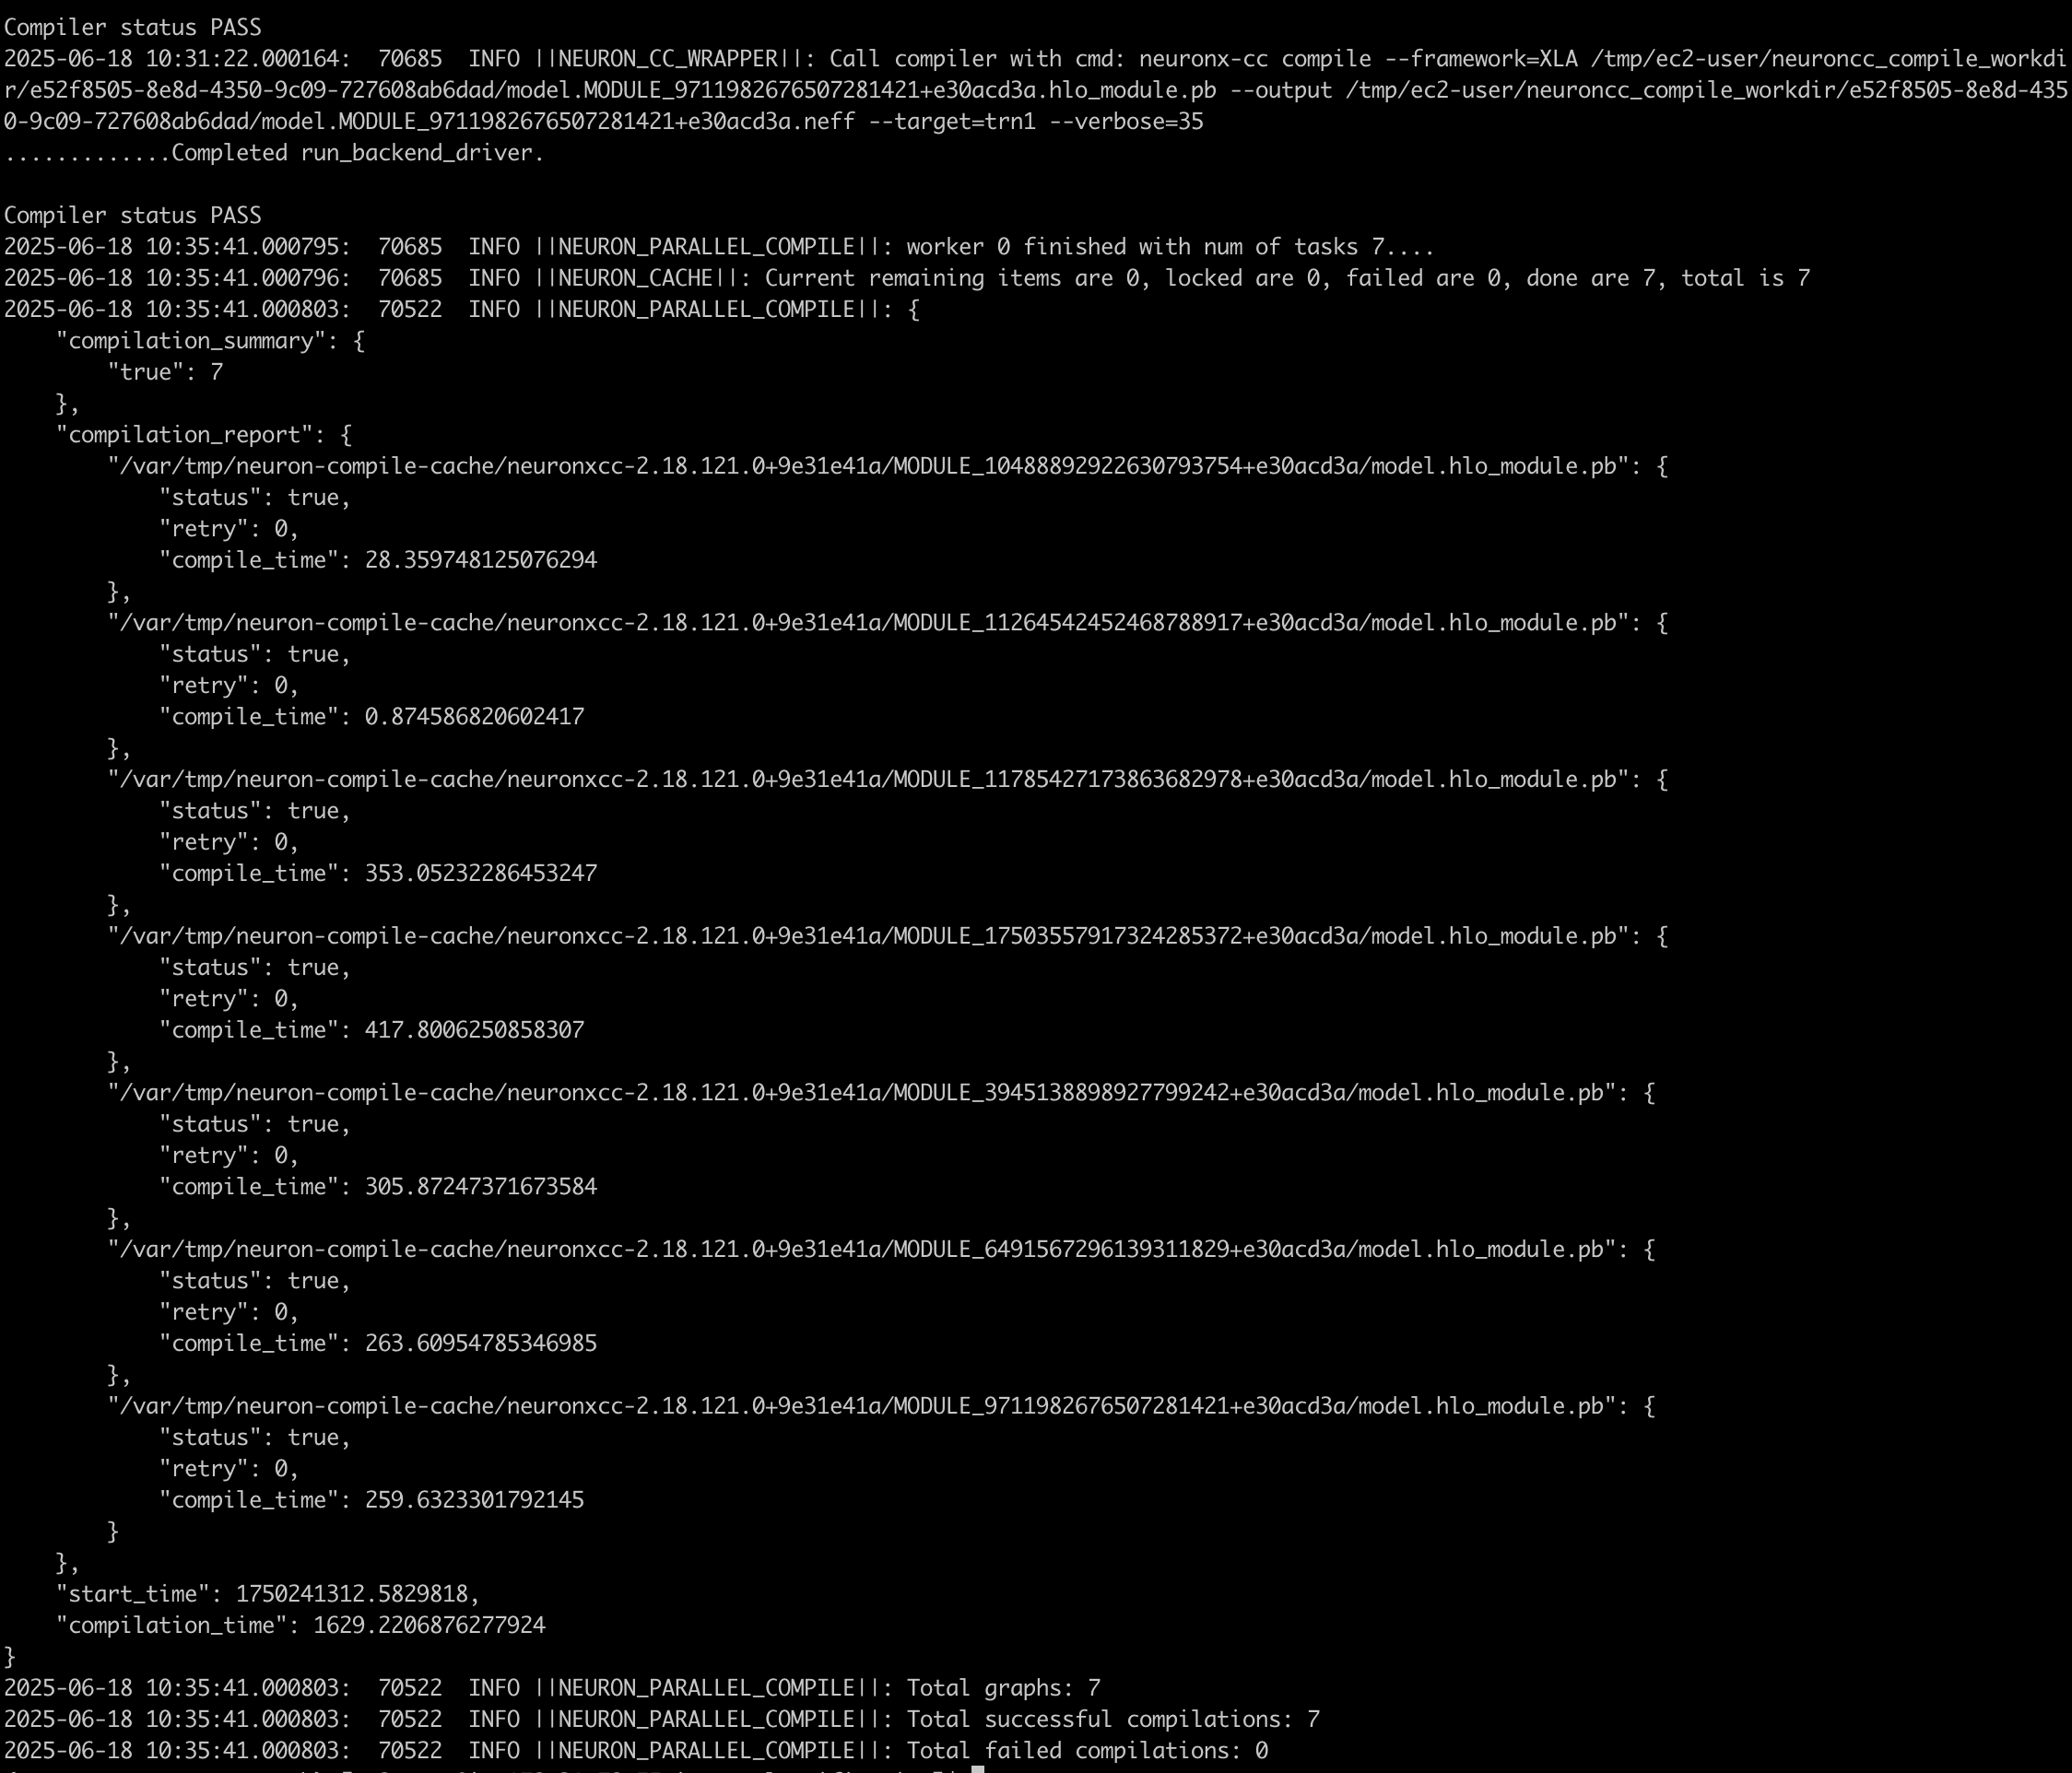 Compiler status PASS
2025-06-18 10:31:22.000164:  70685  INFO ||NEURON_CC_WRAPPER||: Call compiler with cmd: neuronx-cc compile --framework=XLA /tmp/ec2-user/neuroncc_compile_workdi
r/e52f8505-8e8d-4350-9c09-727608ab6dad/model.MODULE_9711982676507281421+e30acd3a.hlo_module.pb --output /tmp/ec2-user/neuroncc_compile_workdir/e52f8505-8e8d-435
0-9c09-727608ab6dad/model.MODULE_9711982676507281421+e30acd3a.neff --target=trn1 --verbose=35
.............Completed run_backend_driver.
Compiler status PASS
2025-06-18 10:35:41.000795:  70685  INFO ||NEURON_PARALLEL_COMPILE||: worker 0 finished with num of tasks 7....
2025-06-18 10:35:41.000796:  70685  INFO ||NEURON_CACHE||: Current remaining items are 0, locked are 0, failed are 0, done are 7, total is 7
2025-06-18 10:35:41.000803:  70522  INFO ||NEURON_PARALLEL_COMPILE||: {
    "compilation_summary": {
        "true": 7
    },
    "compilation_report": {
        "/var/tmp/neuron-compile-cache/neuronxcc-2.18.121.0+9e31e41a/MODULE_10488892922630793754+e30acd3a/model.hlo_module.pb": {
            "status": true,
            "retry": 0,
            "compile_time": 28.359748125076294
        },
        "/var/tmp/neuron-compile-cache/neuronxcc-2.18.121.0+9e31e41a/MODULE_11264542452468788917+e30acd3a/model.hlo_module.pb": {
            "status": true,
            "retry": 0,
            "compile_time": 0.874586820602417
        },
        "/var/tmp/neuron-compile-cache/neuronxcc-2.18.121.0+9e31e41a/MODULE_11785427173863682978+e30acd3a/model.hlo_module.pb": {
            "status": true,
            "retry": 0,
            "compile_time": 353.05232286453247
        },
        "/var/tmp/neuron-compile-cache/neuronxcc-2.18.121.0+9e31e41a/MODULE_17503557917324285372+e30acd3a/model.hlo_module.pb": {
            "status": true,
            "retry": 0,
            "compile_time": 417.8006250858307
        },
        "/var/tmp/neuron-compile-cache/neuronxcc-2.18.121.0+9e31e41a/MODULE_3945138898927799242+e30acd3a/model.hlo_module.pb": {
            "status": true,
            "retry": 0,
            "compile_time": 305.87247371673584
        },
        "/var/tmp/neuron-compile-cache/neuronxcc-2.18.121.0+9e31e41a/MODULE_6491567296139311829+e30acd3a/model.hlo_module.pb": {
            "status": true,
            "retry": 0,
            "compile_time": 263.60954785346985
        },
        "/var/tmp/neuron-compile-cache/neuronxcc-2.18.121.0+9e31e41a/MODULE_9711982676507281421+e30acd3a/model.hlo_module.pb": {
            "status": true,
            "retry": 0,
            "compile_time": 259.6323301792145
        }
    },
    "start_time": 1750241312.5829818,
    "compilation_time": 1629.2206876277924
}
2025-06-18 10:35:41.000803:  70522  INFO ||NEURON_PARALLEL_COMPILE||: Total graphs: 7
2025-06-18 10:35:41.000803:  70522  INFO ||NEURON_PARALLEL_COMPILE||: Total successful compilations: 7
2025-06-18 10:35:41.000803:  70522  INFO ||NEURON_PARALLEL_COMPILE||: Total failed compilations: 0